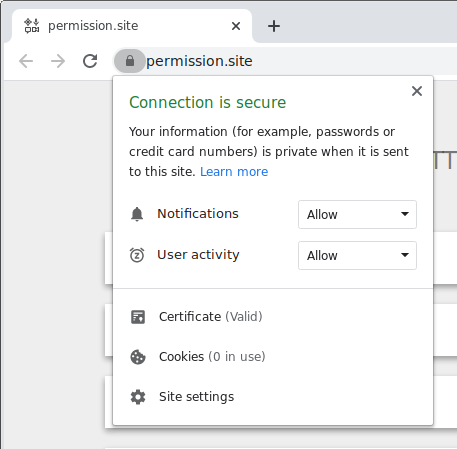 permission.site
permission.site
Connection is secure
Your information (for example, passwords or
credit card numbers) is private when it is sent
to this site. Learn more
TT
Notifications Allow
User activity Allow
Certificate (Valid)
Cookies (0 in use)
Site settings